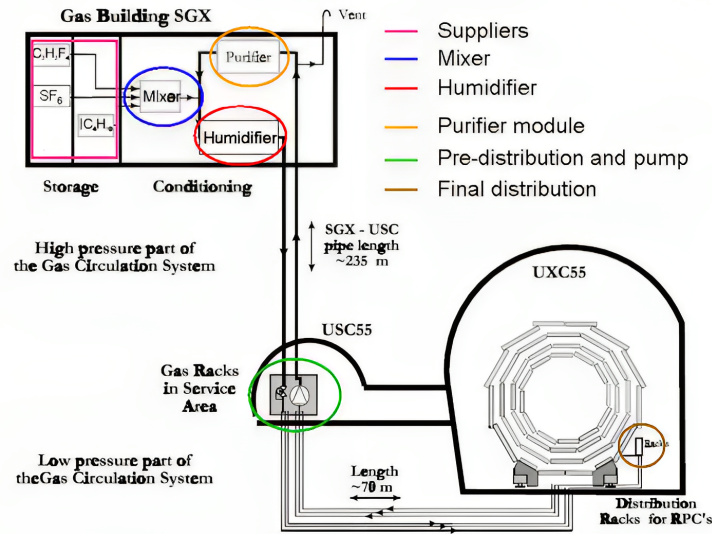 Gas Building SGX
Vent
C₂H₂F₄
Purifier
SF₆
Mixer
Humidifier
Storage
Conditioning
Suppliers
Mixer
Humidifier
Purifier module
Pre-distribution and pump
Final distribution
High pressure part of
the Gas Circulation System
SGX - USC
pipe length
~235 m
UXC55
USC55
Gas Racks
in Service
Area
Racks
Low pressure part of
the Gas Circulation System
Length
~70 m
Distribution
Racks for RPC's